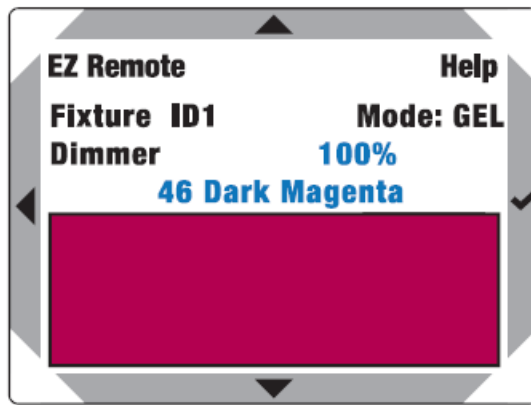 EZ Remote Help
Fixture ID1 Mode: GEL
Dimmer 100%
46 Dark Magenta